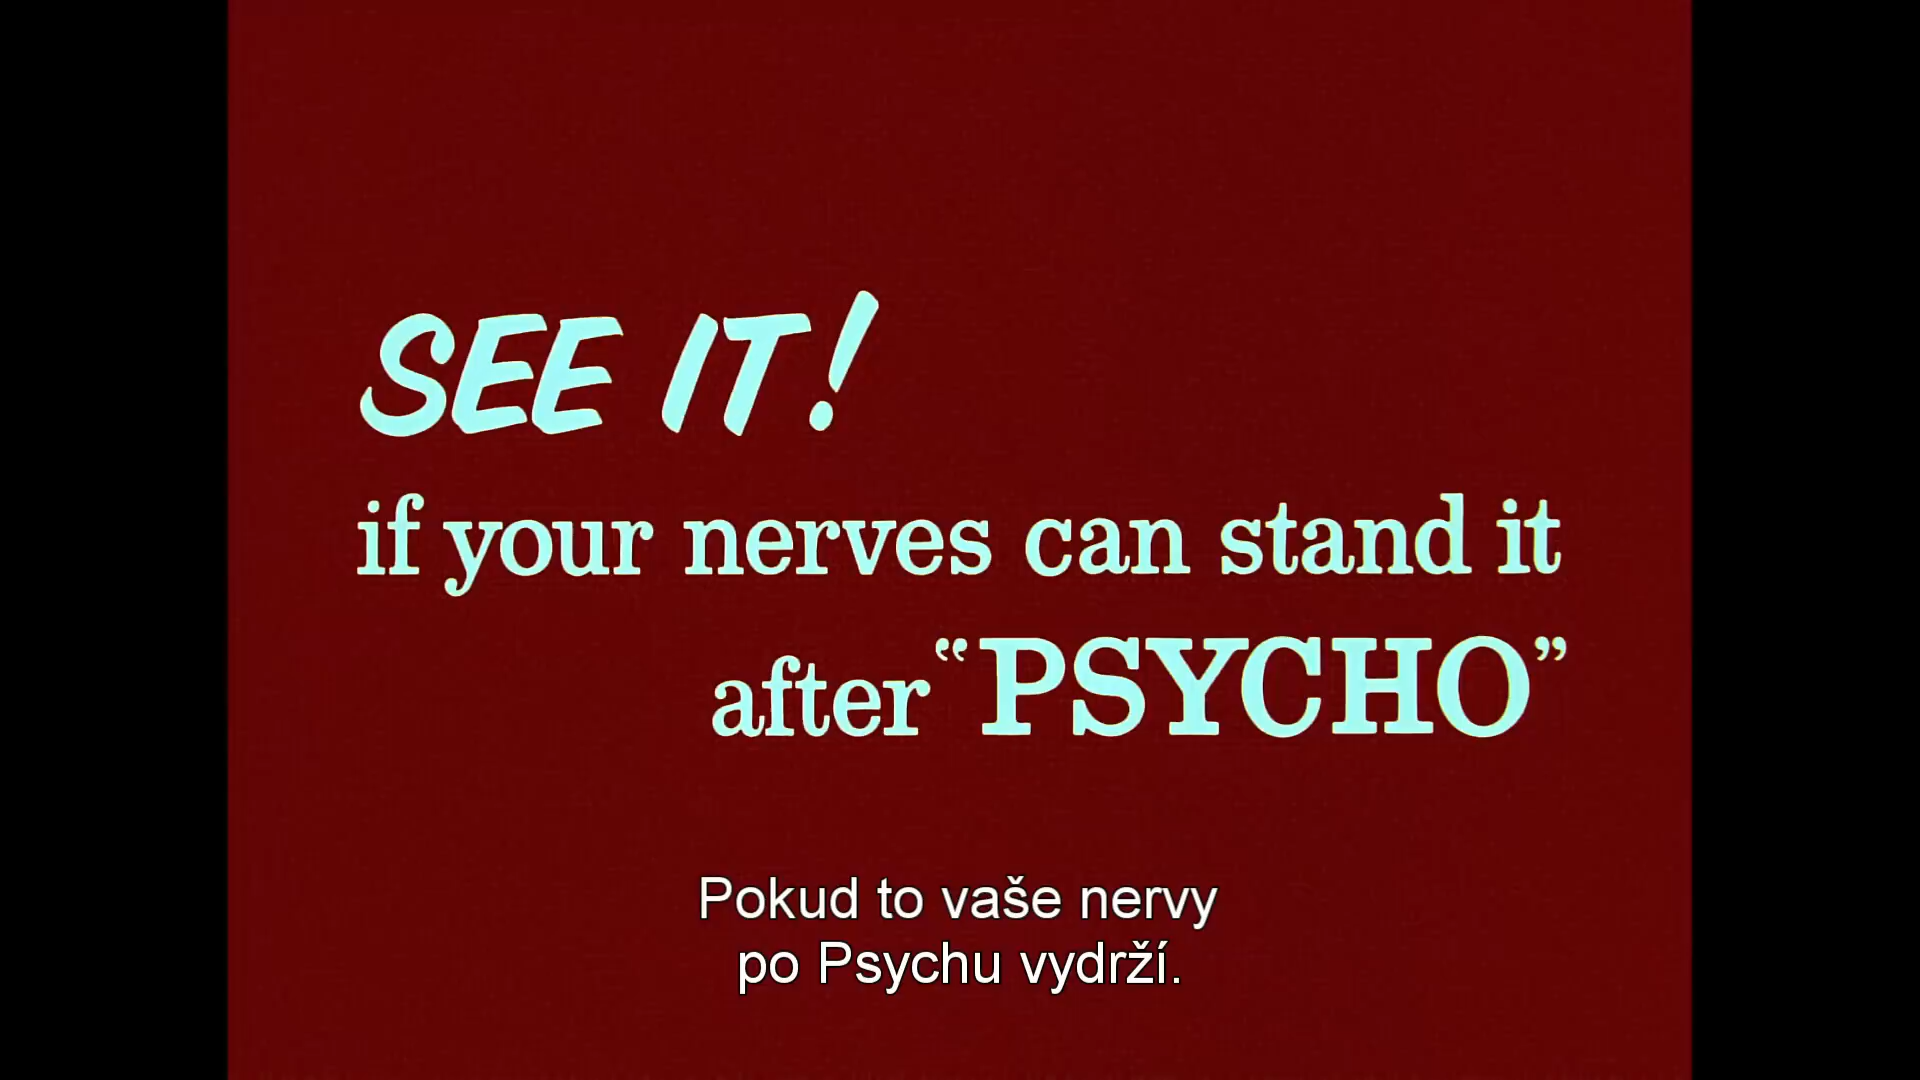 SEE IT!
if your nerves can stand it
after "PSYCHO"
Pokud to vaše nervy
po Psychu vydrží.